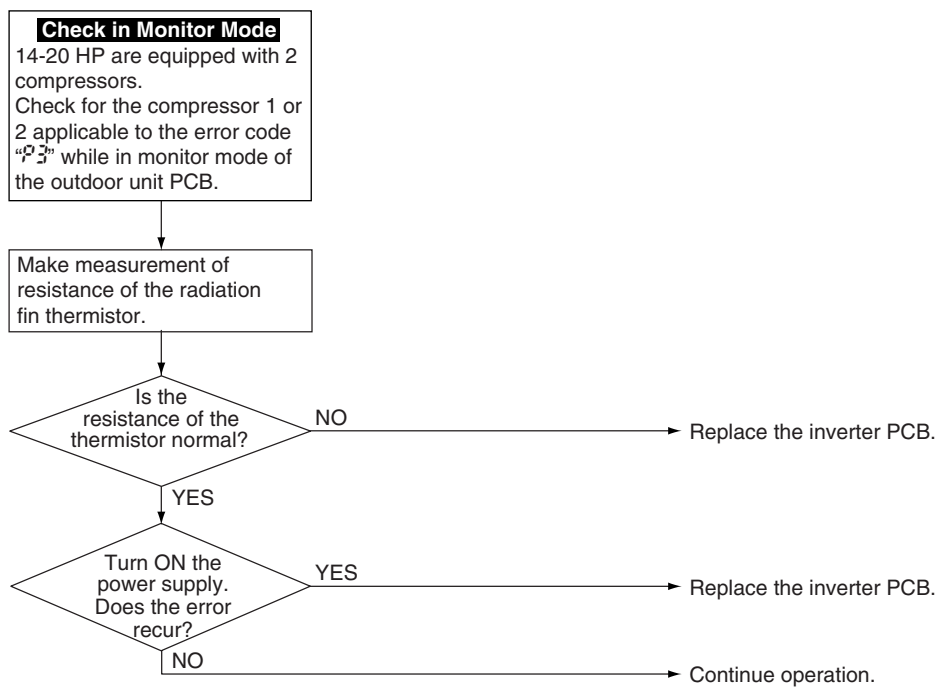 Check in Monitor Mode
14-20 HP are equipped with 2
compressors.
Check for the compressor 1 or
2 applicable to the error code
“P3” while in monitor mode of
the outdoor unit PCB.
Make measurement of
resistance of the radiation
fin thermistor.
Is the
resistance of the
thermistor normal?
NO
Replace the inverter PCB.
YES
Turn ON the
power supply.
Does the error
recur?
YES
Replace the inverter PCB.
NO
Continue operation.